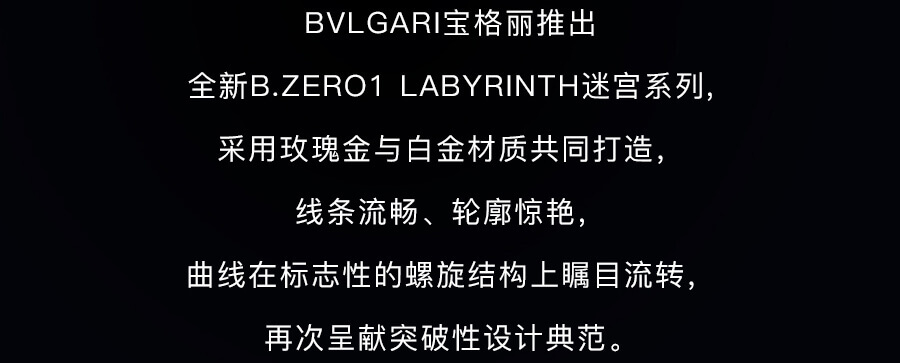 BVLGARI宝格丽推出
全新B.ZERO1 LABYRINTH迷宫系列,
采用玫瑰金与白金材质共同打造,
线条流畅、轮廓惊艳,
曲线在标志性的螺旋结构上瞩目流转,
再次呈献突破性设计典范。